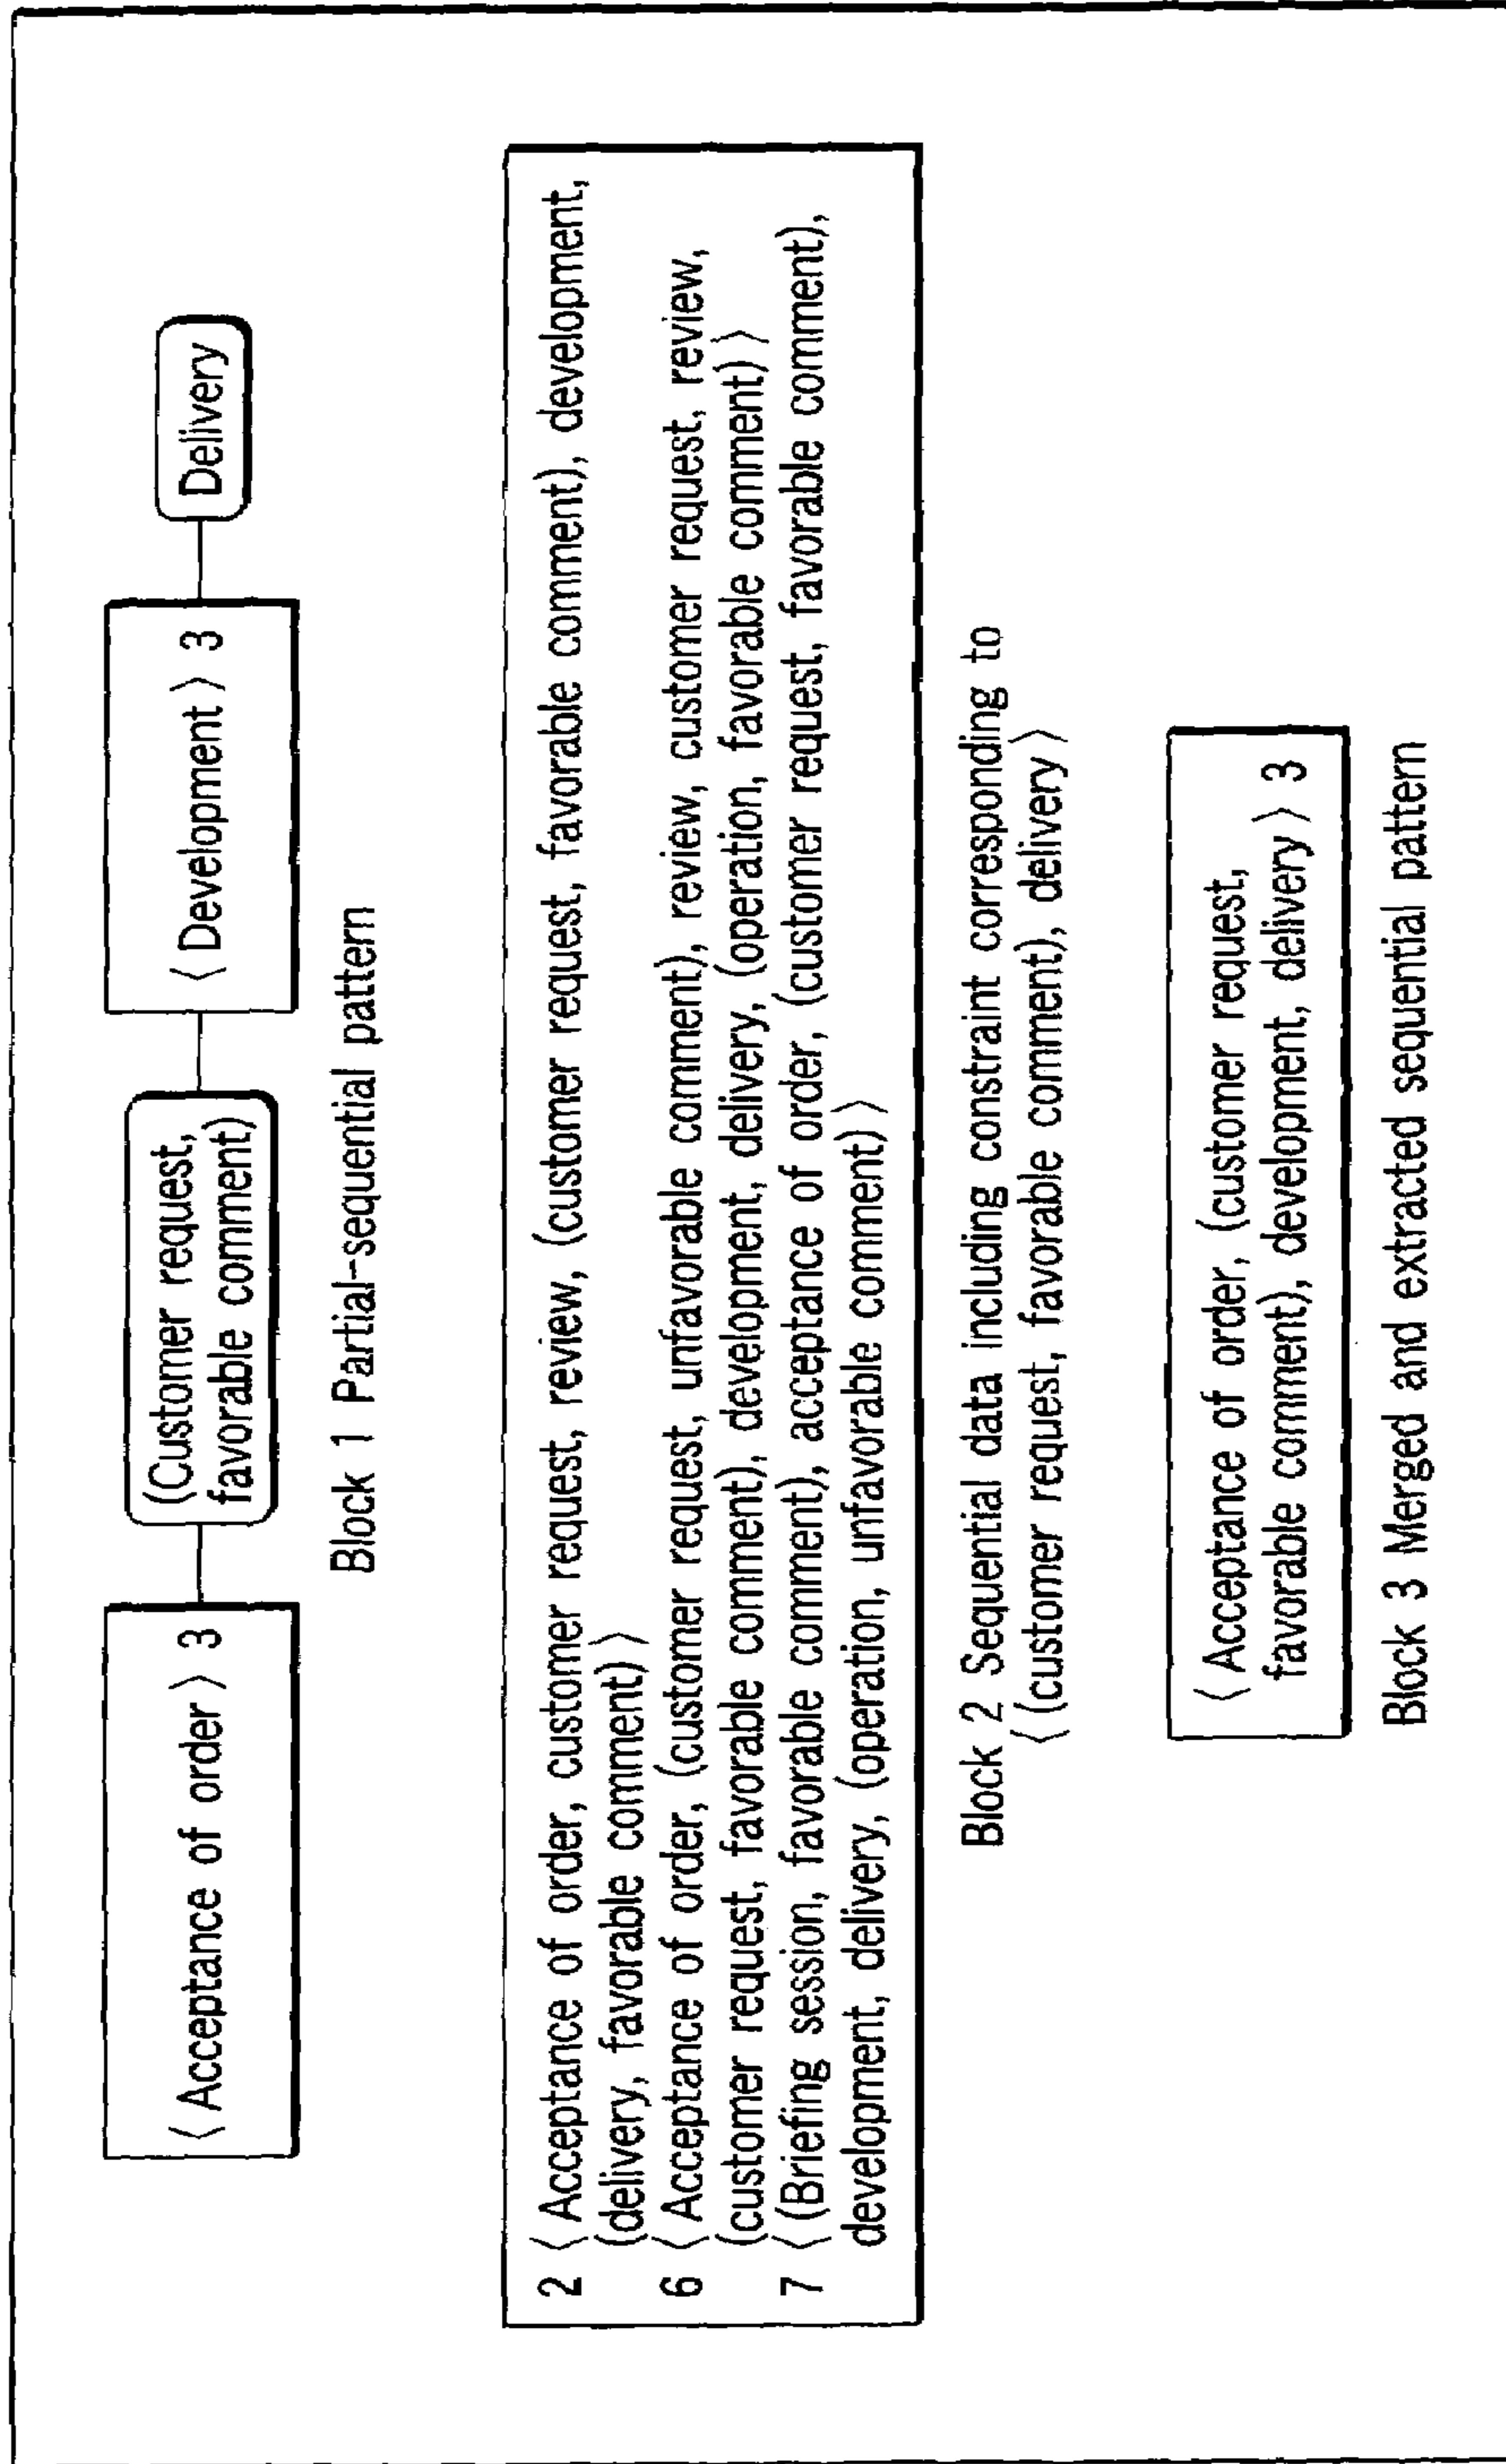 〈Acceptance of order〉 3
(Customer request,
favorable comment)
〈Development〉 3
Delivery
Block 1 Partial-sequential pattern
2 〈Acceptance of order, customer request, review, (customer request, favorable comment), development,
(delivery, favorable comment)〉
6 〈Acceptance of order, (customer request, unfavorable comment), review, customer request, review,
(customer request, favorable comment), development, delivery, (operation, favorable comment)〉
7 〈(Briefing session, favorable comment), acceptance of order, (customer request, favorable comment),
development, delivery, (operation, unfavorable comment)〉
Block 2 Sequential data including constraint corresponding to
〈(customer request, favorable comment), delivery〉
〈Acceptance of order, (customer request,
favorable comment), development, delivery〉 3
Block 3 Merged and extracted sequential pattern